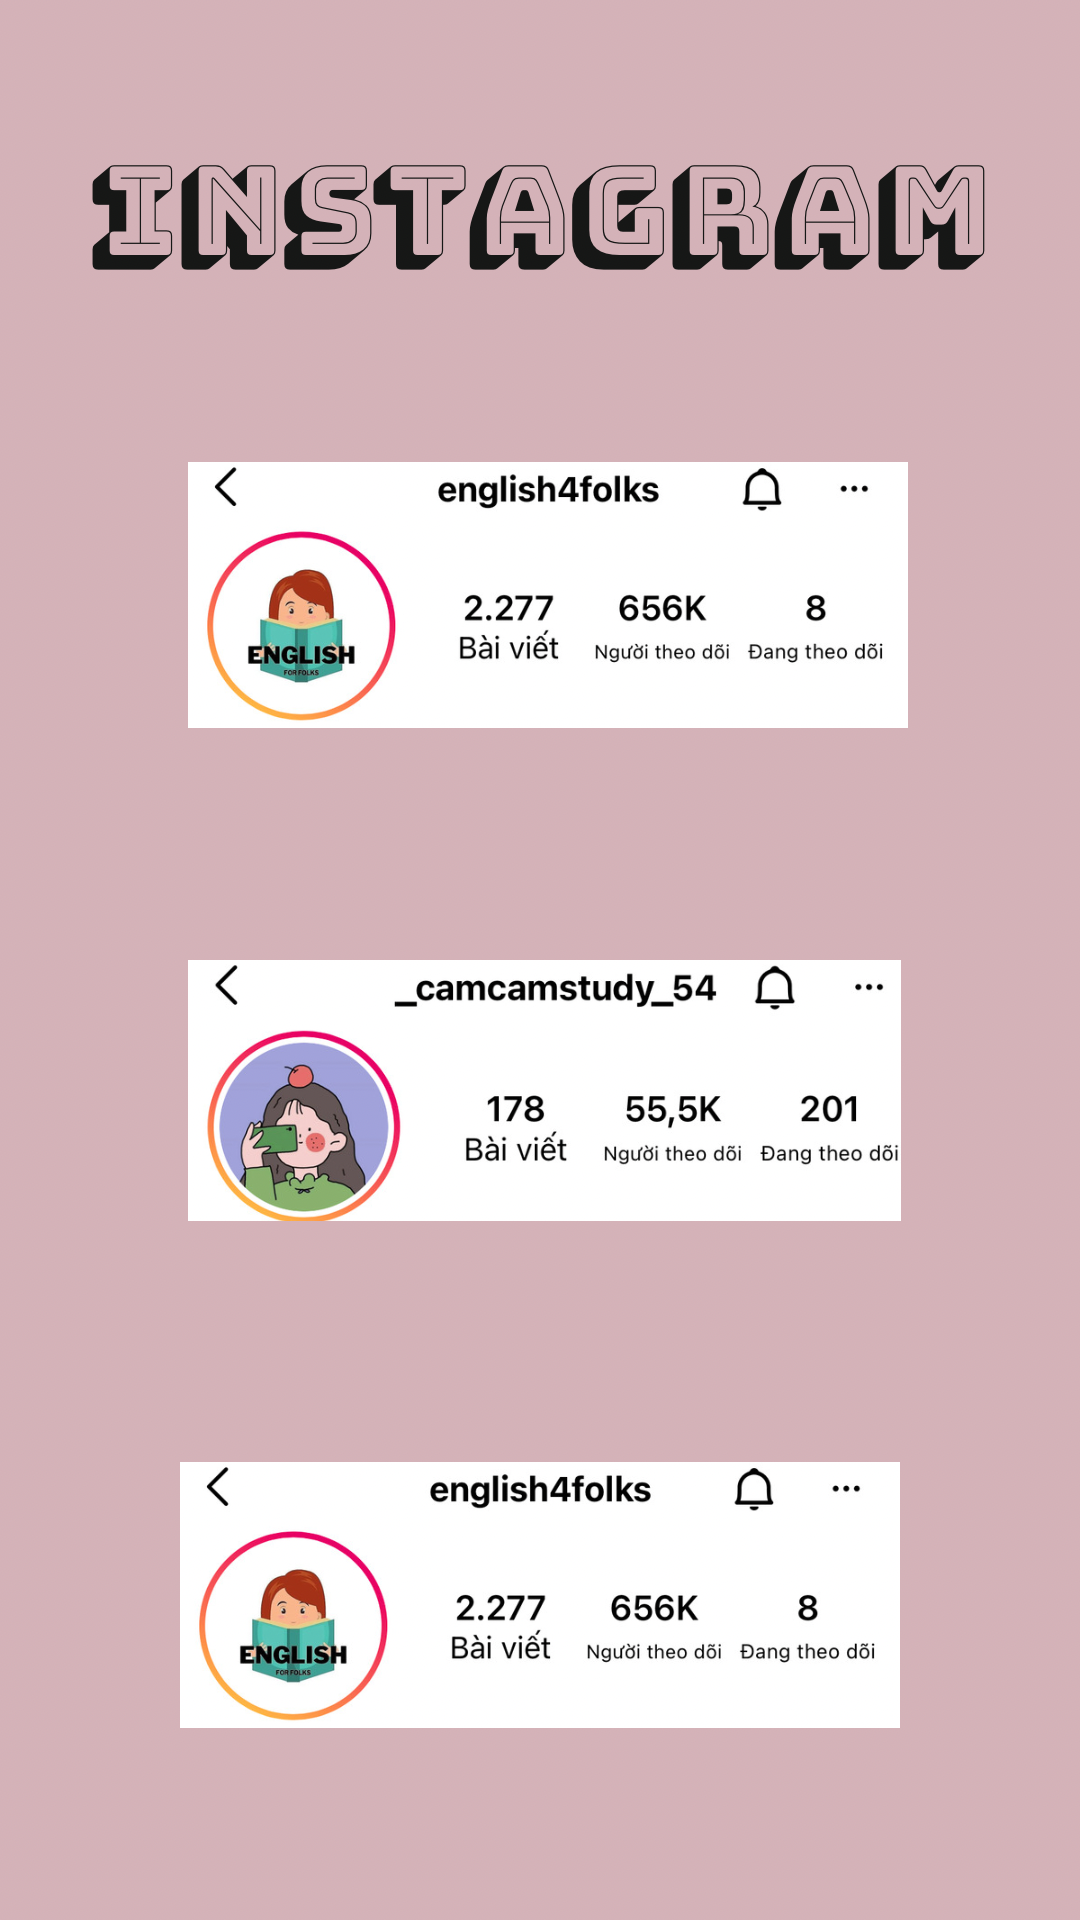 INSTAGRAM
english4folks
ENGLISH
FOR FOLKS
2.277 656K 8
Bài viết Người theo dõi Đang theo dõi
_camcamstudy_54
178 55,5K 201
Bài viết Người theo dõi Đang theo dõi
english4folks
ENGLISH
FOR FOLKS
2.277 656K 8
Bài viết Người theo dõi Đang theo dõi